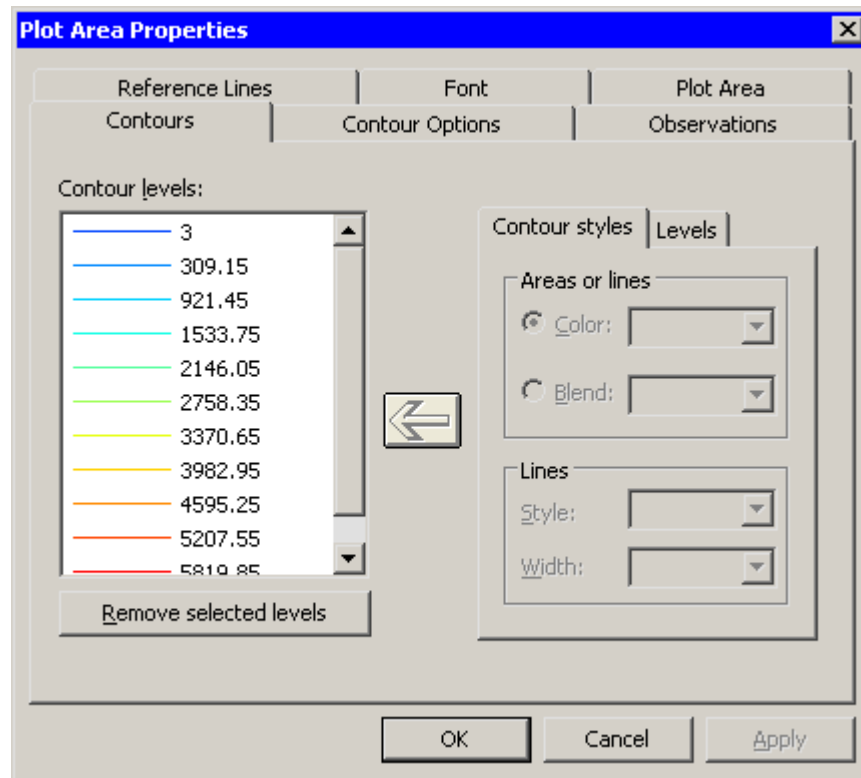 Plot Area Properties
Reference Lines Font Plot Area
Contours Contour Options Observations
Contour levels:
3
309.15
921.45
1533.75
2146.05
2758.35
3370.65
3982.95
4595.25
5207.55
5819.85
Remove selected levels
Contour styles Levels
Areas or lines
Color:
Blend:
Lines
Style:
Width:
OK Cancel Apply